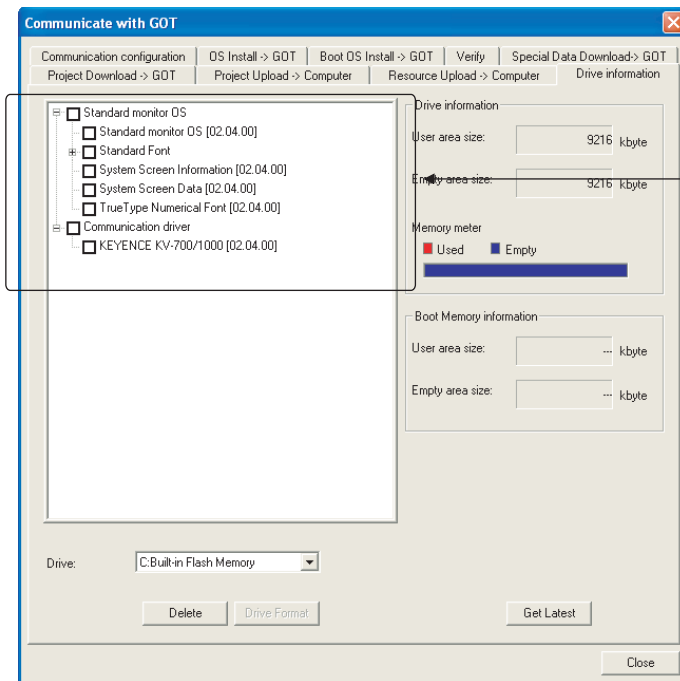 Communicate with GOT
Communication configuration OS Install -> GOT Boot OS Install -> GOT Verify Special Data Download-> GOT
Project Download -> GOT Project Upload -> Computer Resource Upload -> Computer Drive information
Standard monitor OS
Standard monitor OS [02.04.00]
Standard Font
System Screen Information [02.04.00]
System Screen Data [02.04.00]
TrueType Numerical Font [02.04.00]
Communication driver
KEYENCE KV-700/1000 [02.04.00]
Drive information
User area size: 9216 kbyte
Empty area size: 9216 kbyte
Memory meter
Used Empty
Boot Memory information
User area size: --- kbyte
Empty area size: --- kbyte
Drive: C:Built-in Flash Memory
Delete Drive Format Get Latest
Close